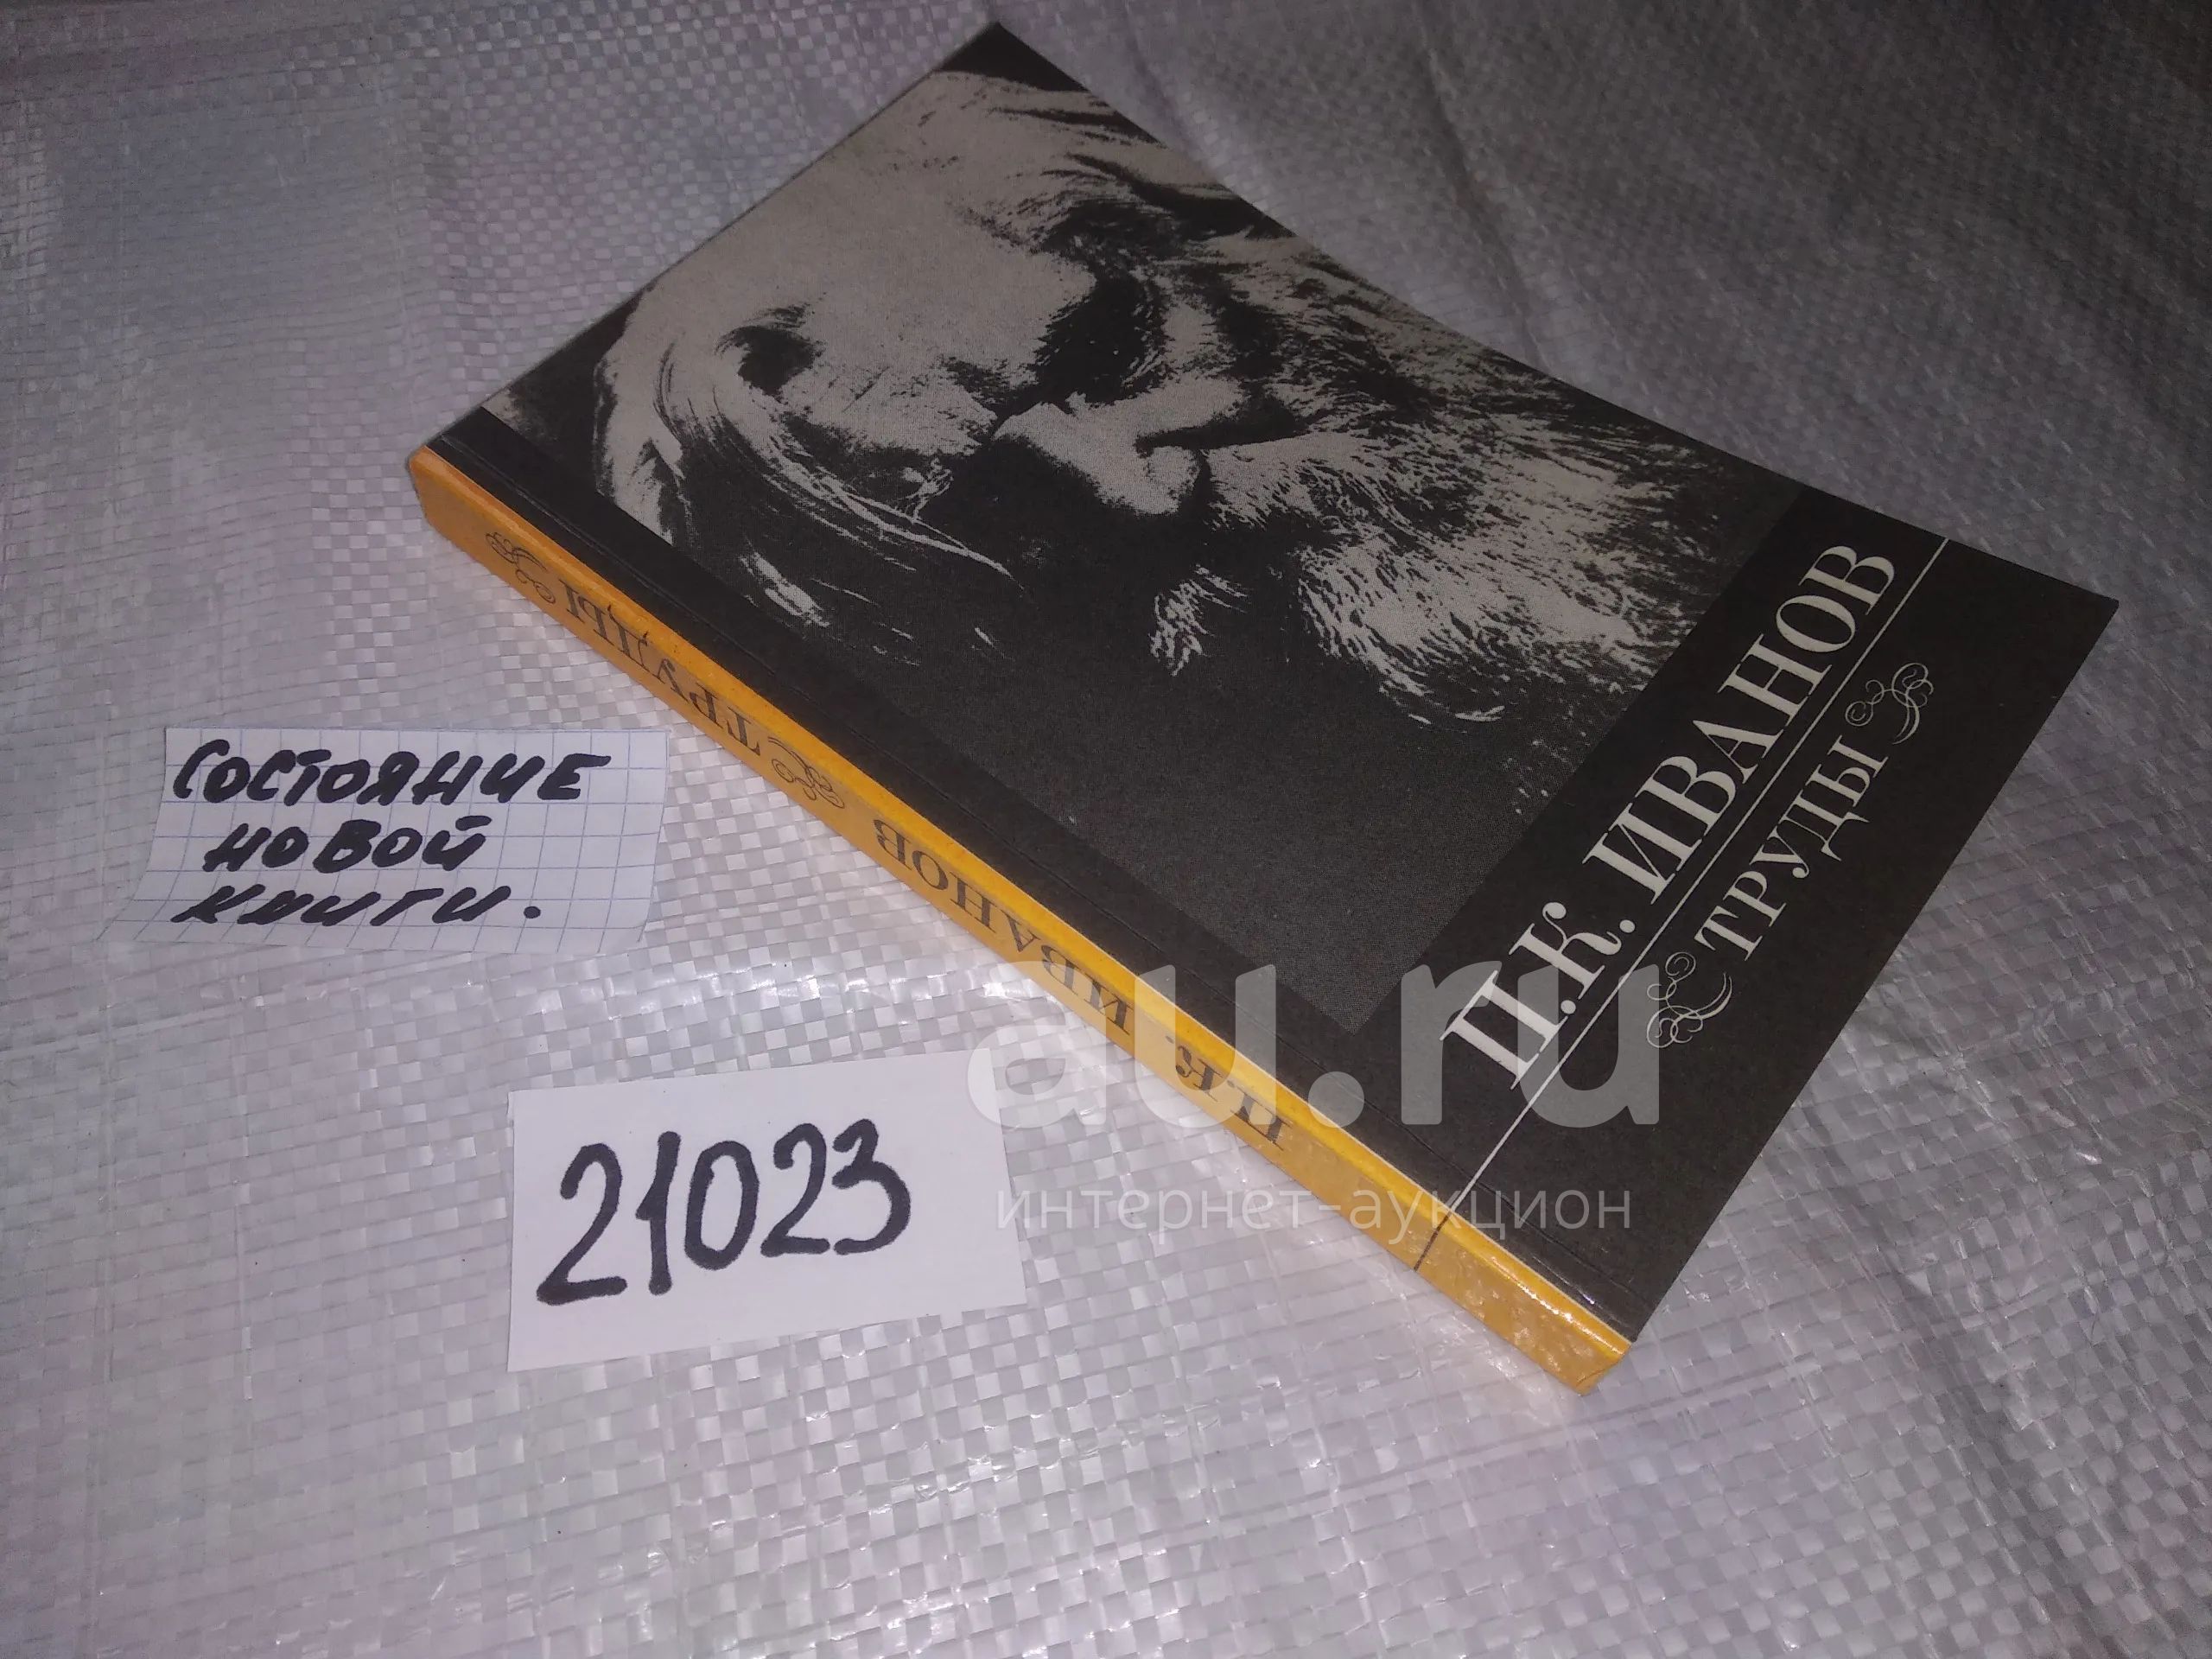 П.К. ИВАНОВ
ТРУДЫ
П.К. ИВАНОВ ТРУДЫ
СОСТОЯНИЕ
НОВОЙ
КНИГИ.
21023
au.ru
интернет-аукцион